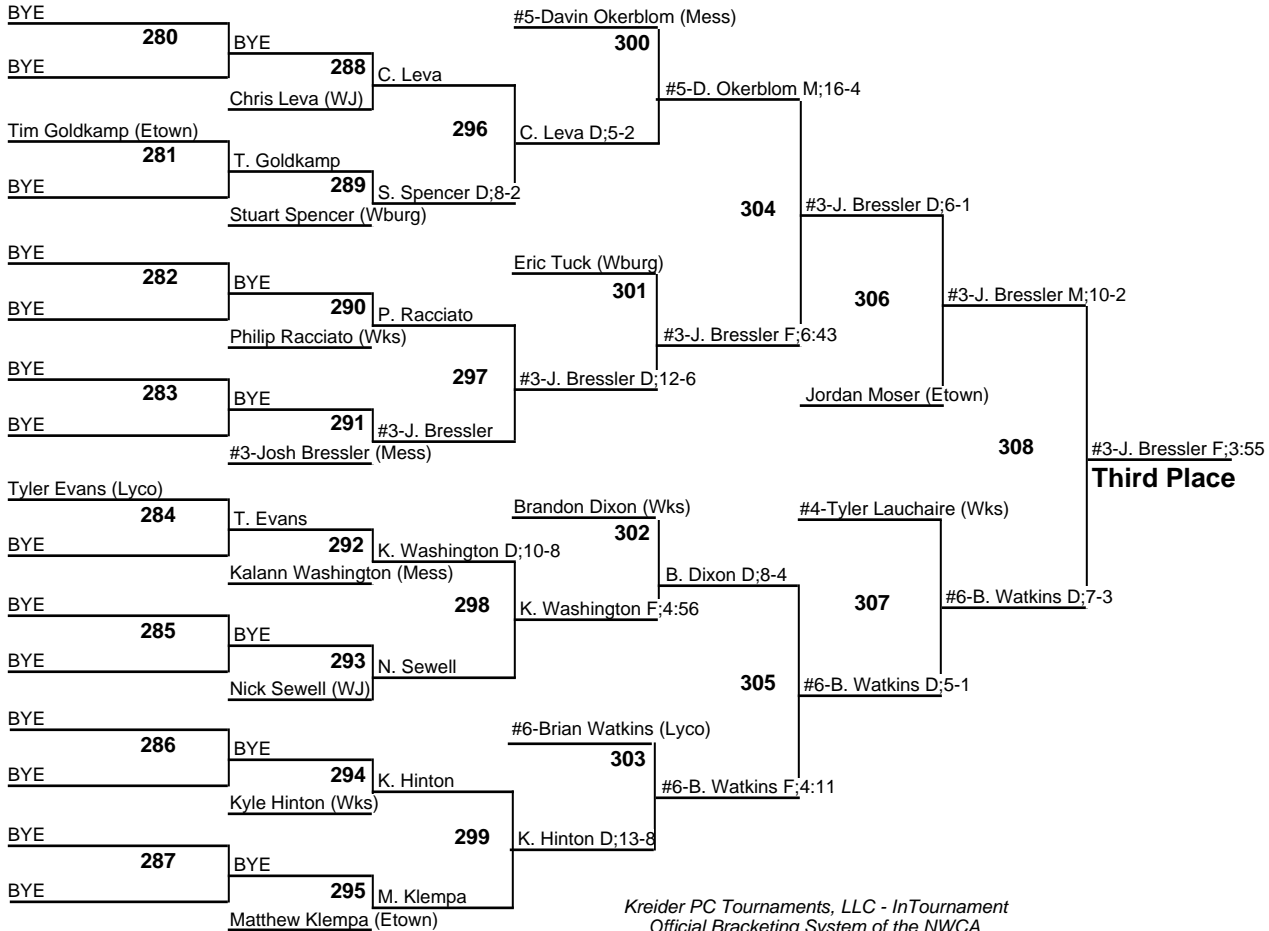 BYE
280
BYE
BYE
288
Chris Leva (WJ)
C. Leva
Tim Goldkamp (Etown)
281
BYE
T. Goldkamp
289
Stuart Spencer (Wburg)
S. Spencer D;8-2
296
C. Leva D;5-2
#5-Davin Okerblom (Mess)
300
#5-D. Okerblom M;16-4
BYE
282
BYE
BYE
290
Philip Racciato (Wks)
P. Racciato
BYE
283
BYE
BYE
291
#3-Josh Bressler (Mess)
#3-J. Bressler
297
#3-J. Bressler D;12-6
Eric Tuck (Wburg)
301
#3-J. Bressler F;6:43
304
#3-J. Bressler D;6-1
306
Jordan Moser (Etown)
#3-J. Bressler M;10-2
Tyler Evans (Lyco)
284
BYE
T. Evans
292
Kalann Washington (Mess)
K. Washington D;10-8
BYE
285
BYE
BYE
293
Nick Sewell (WJ)
N. Sewell
298
K. Washington F;4:56
Brandon Dixon (Wks)
302
B. Dixon D;8-4
BYE
286
BYE
BYE
294
Kyle Hinton (Wks)
K. Hinton
BYE
287
BYE
BYE
295
Matthew Klempa (Etown)
M. Klempa
299
K. Hinton D;13-8
#6-Brian Watkins (Lyco)
303
#6-B. Watkins F;4:11
305
#6-B. Watkins D;5-1
#4-Tyler Lauchaire (Wks)
307
#6-B. Watkins D;7-3
308
#3-J. Bressler F;3:55
Third Place
Kreider PC Tournaments, LLC - InTournament
Official Bracketing System of the NWCA